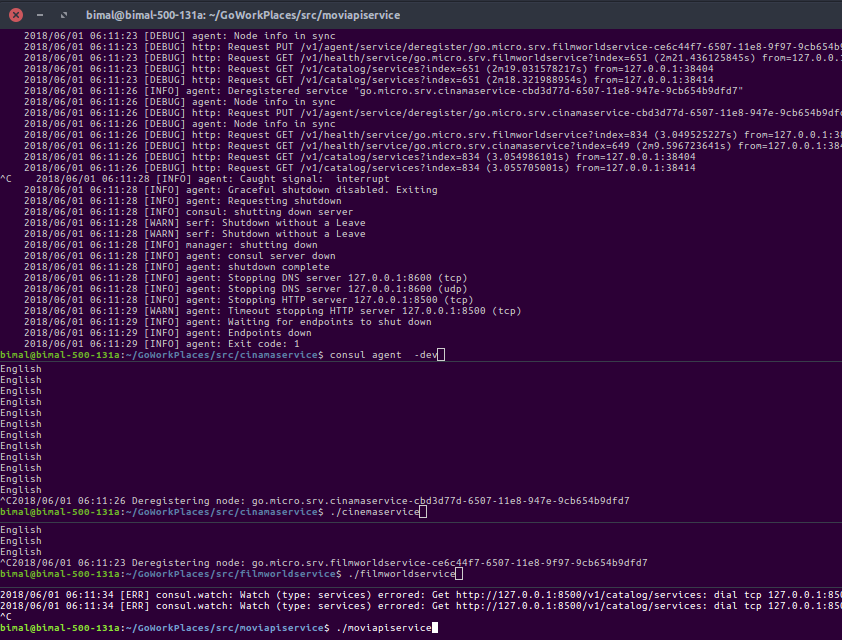 bimal@bimal-500-131a: ~/GoWorkPlaces/src/moviapiservice
2018/06/01 06:11:23 [DEBUG] agent: Node info in sync
2018/06/01 06:11:23 [DEBUG] http: Request PUT /v1/agent/service/deregister/go.micro.srv.filmworldservice-ce6c44f7-6507-11e8-9f97-9cb654b9
2018/06/01 06:11:23 [DEBUG] http: Request GET /v1/health/service/go.micro.srv.filmworldservice?index=651 (2m21.436125845s) from=127.0.0.
2018/06/01 06:11:23 [DEBUG] http: Request GET /v1/catalog/services?index=651 (2m19.031578217s) from=127.0.0.1:38404
2018/06/01 06:11:23 [DEBUG] http: Request GET /v1/catalog/services?index=651 (2m18.321988954s) from=127.0.0.1:38414
2018/06/01 06:11:26 [INFO] agent: Deregistered service "go.micro.srv.cinamaservice-cbd3d77d-6507-11e8-947e-9cb654b9dfd7"
2018/06/01 06:11:26 [DEBUG] agent: Node info in sync
2018/06/01 06:11:26 [DEBUG] http: Request PUT /v1/agent/service/deregister/go.micro.srv.cinamaservice-cbd3d77d-6507-11e8-947e-9cb654b9df
2018/06/01 06:11:26 [DEBUG] agent: Node info in sync
2018/06/01 06:11:26 [DEBUG] http: Request GET /v1/health/service/go.micro.srv.filmworldservice?index=834 (3.049525227s) from=127.0.0.1:3
2018/06/01 06:11:26 [DEBUG] http: Request GET /v1/health/service/go.micro.srv.cinamaservice?index=649 (2m9.596723641s) from=127.0.0.1:38
2018/06/01 06:11:26 [DEBUG] http: Request GET /v1/catalog/services?index=834 (3.054986101s) from=127.0.0.1:38404
2018/06/01 06:11:26 [DEBUG] http: Request GET /v1/catalog/services?index=834 (3.055705001s) from=127.0.0.1:38414
^C    2018/06/01 06:11:28 [INFO] agent: Caught signal:  interrupt
2018/06/01 06:11:28 [INFO] agent: Graceful shutdown disabled. Exiting
2018/06/01 06:11:28 [INFO] agent: Requesting shutdown
2018/06/01 06:11:28 [INFO] consul: shutting down server
2018/06/01 06:11:28 [WARN] serf: Shutdown without a Leave
2018/06/01 06:11:28 [WARN] serf: Shutdown without a Leave
2018/06/01 06:11:28 [INFO] manager: shutting down
2018/06/01 06:11:28 [INFO] agent: consul server down
2018/06/01 06:11:28 [INFO] agent: shutdown complete
2018/06/01 06:11:28 [INFO] agent: Stopping DNS server 127.0.0.1:8600 (tcp)
2018/06/01 06:11:28 [INFO] agent: Stopping DNS server 127.0.0.1:8600 (udp)
2018/06/01 06:11:28 [INFO] agent: Stopping HTTP server 127.0.0.1:8500 (tcp)
2018/06/01 06:11:29 [WARN] agent: Timeout stopping HTTP server 127.0.0.1:8500 (tcp)
2018/06/01 06:11:29 [INFO] agent: Waiting for endpoints to shut down
2018/06/01 06:11:29 [INFO] agent: Endpoints down
2018/06/01 06:11:29 [INFO] agent: Exit code: 1
bimal@bimal-500-131a:~/GoWorkPlaces/src/cinamaservice$ consul agent  -dev
English
English
English
English
English
English
English
English
English
English
English
English
^C2018/06/01 06:11:26 Deregistering node: go.micro.srv.cinamaservice-cbd3d77d-6507-11e8-947e-9cb654b9dfd7
bimal@bimal-500-131a:~/GoWorkPlaces/src/cinamaservice$ ./cinemaservice
English
English
English
^C2018/06/01 06:11:23 Deregistering node: go.micro.srv.filmworldservice-ce6c44f7-6507-11e8-9f97-9cb654b9dfd7
bimal@bimal-500-131a:~/GoWorkPlaces/src/filmworldservice$ ./filmworldservice
2018/06/01 06:11:34 [ERR] consul.watch: Watch (type: services) errored: Get http://127.0.0.1:8500/v1/catalog/services: dial tcp 127.0.0.1:850
2018/06/01 06:11:34 [ERR] consul.watch: Watch (type: services) errored: Get http://127.0.0.1:8500/v1/catalog/services: dial tcp 127.0.0.1:850
^C
bimal@bimal-500-131a:~/GoWorkPlaces/src/moviapiservice$ ./moviapiservice